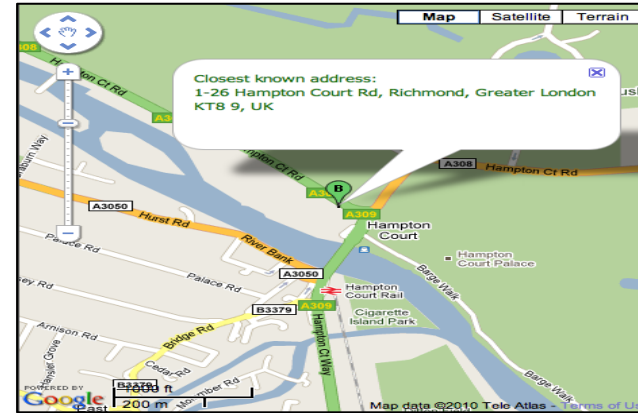 Map
Satellite
Terrain
Closest known address:
1-26 Hampton Court Rd, Richmond, Greater London
KT8 9, UK
Hampton Ct Rd
A308
Hampton Ct Rd
A309
Hampton
Court
A3050
Hurst Rd
River Bank
Hampton
Court Palace
Barge Walk
Palace Rd
Palace Rd
A3050
Hampton
Court Rail
B3379
A309
Cigarette
Island Park
Barge Walk
Bridge Rd
Hampton Ct Way
Arnison Rd
Cedar Rd
B3379
1000 ft
200 m
POWERED BY
Google
East
Map data ©2010 Tele Atlas - Terms of
B